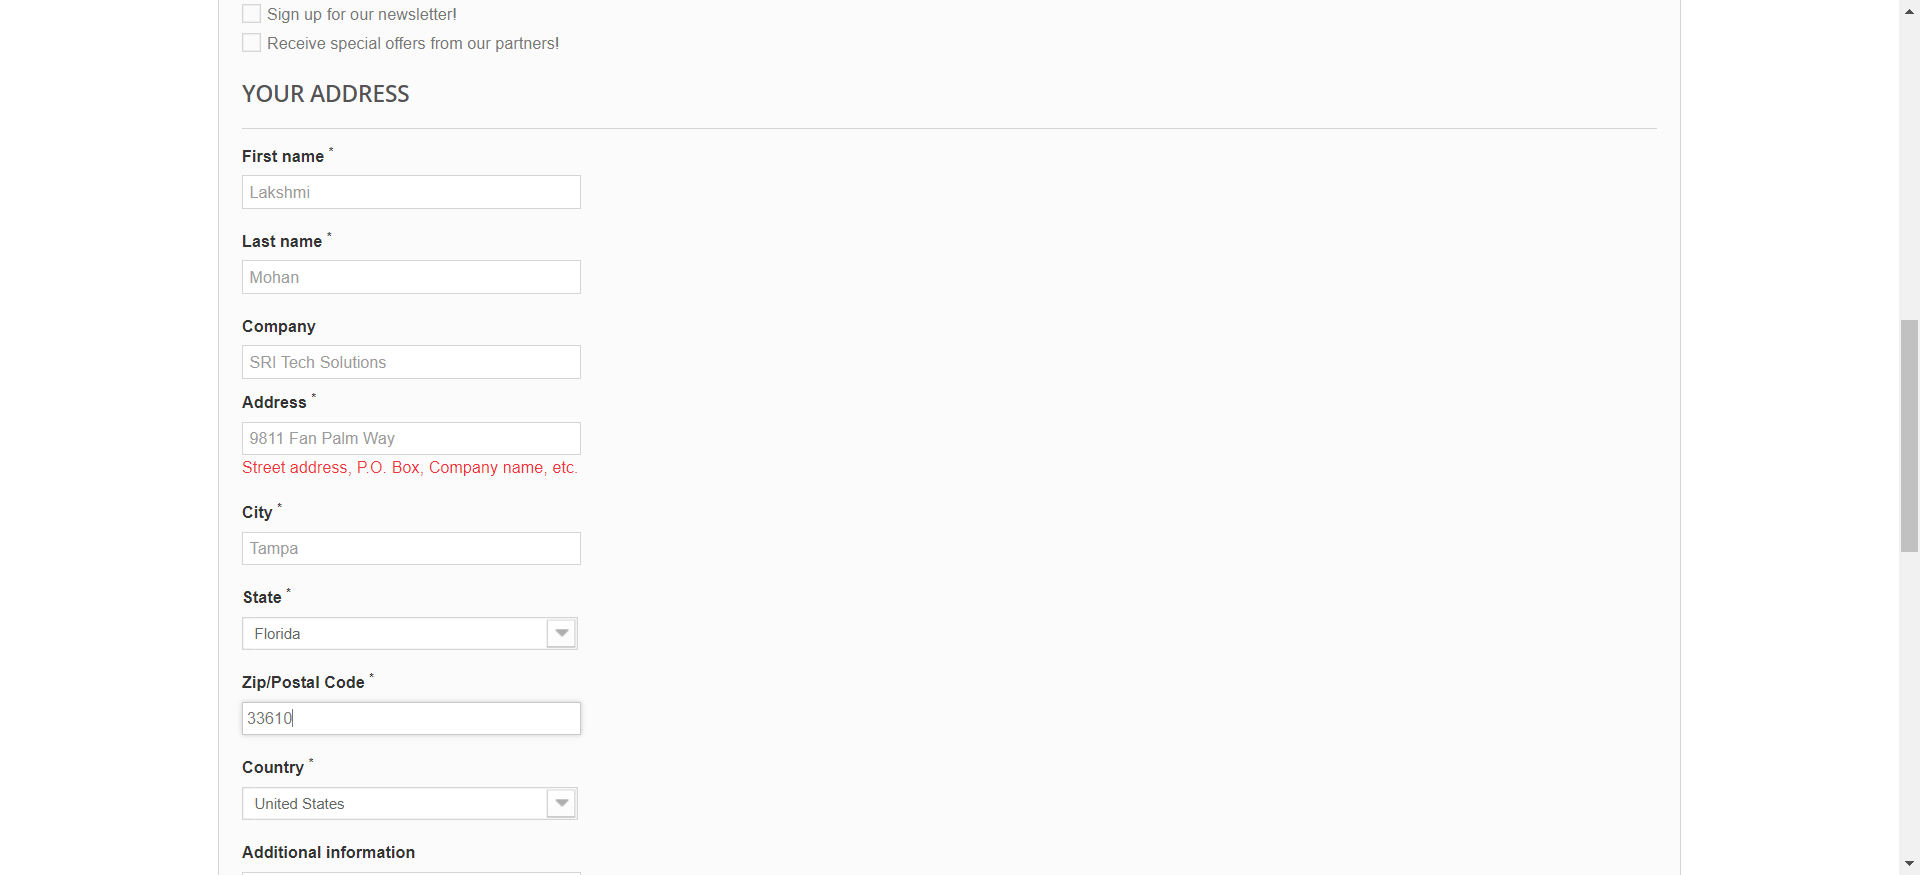 Sign up for our newsletter!
Receive special offers from our partners!
YOUR ADDRESS
First name *
Lakshmi
Last name *
Mohan
Company
SRI Tech Solutions
Address *
9811 Fan Palm Way
Street address, P.O. Box, Company name, etc.
City *
Tampa
State *
Florida
Zip/Postal Code *
33610
Country *
United States
Additional information